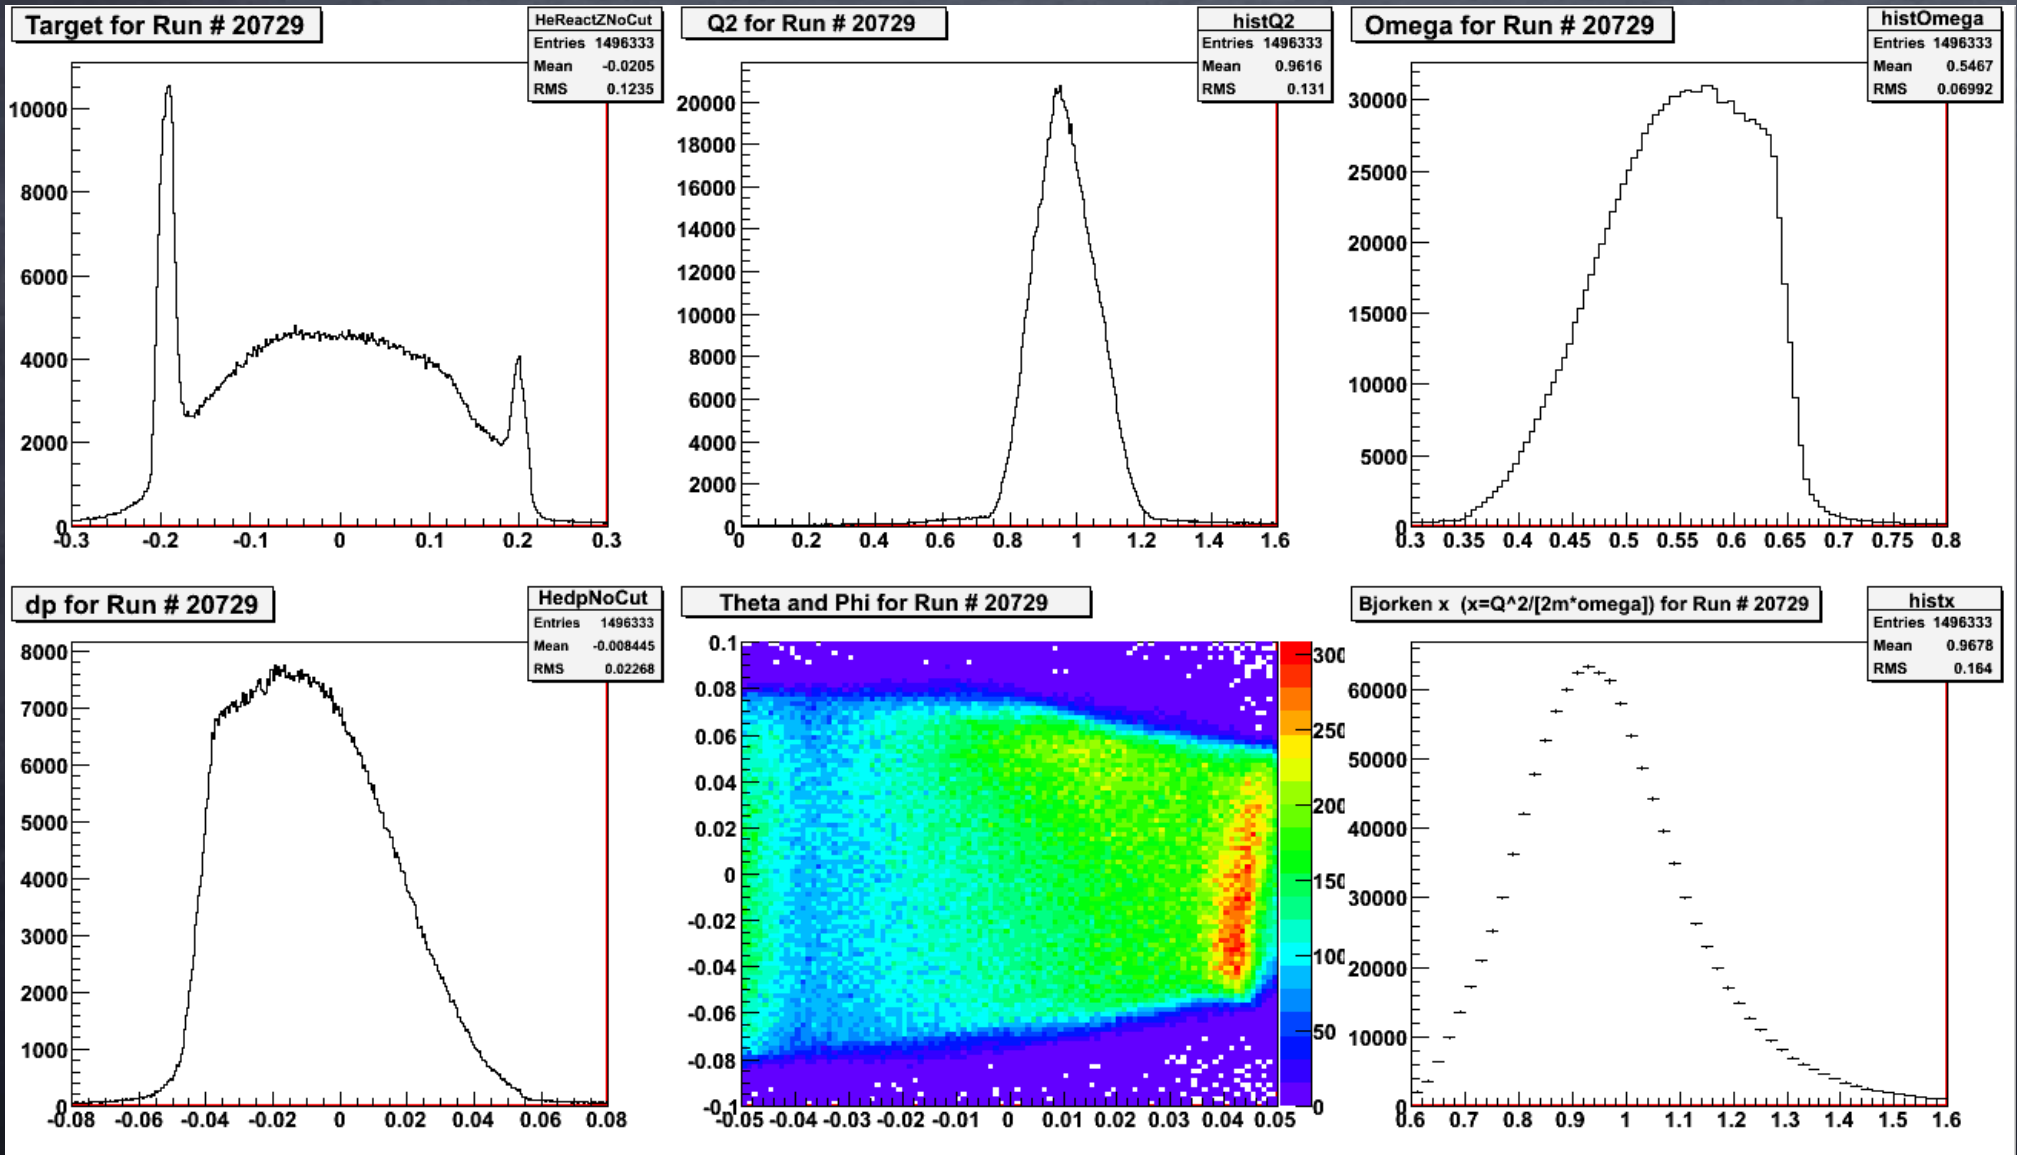 Target for Run # 20729
HeReactZNoCut
Entries 1496333
Mean -0.0205
RMS 0.1235
10000
8000
6000
4000
2000
0
-0.3 -0.2 -0.1 0 0.1 0.2 0.3
Q2 for Run # 20729
histQ2
Entries 1496333
Mean 0.9616
RMS 0.131
20000
18000
16000
14000
12000
10000
8000
6000
4000
2000
0
0 0.2 0.4 0.6 0.8 1 1.2 1.4 1.6
Omega for Run # 20729
histOmega
Entries 1496333
Mean 0.5467
RMS 0.06992
30000
25000
20000
15000
10000
5000
0
0.3 0.35 0.4 0.45 0.5 0.55 0.6 0.65 0.7 0.75 0.8
dp for Run # 20729
HedpNoCut
Entries 1496333
Mean -0.008445
RMS 0.02268
8000
7000
6000
5000
4000
3000
2000
1000
0
-0.08 -0.06 -0.04 -0.02 0 0.02 0.04 0.06 0.08
Theta and Phi for Run # 20729
0.1
0.08
0.06
0.04
0.02
0
-0.02
-0.04
-0.06
-0.08
-0.1
-0.05 -0.04 -0.03 -0.02 -0.01 0 0.01 0.02 0.03 0.04 0.05
300
250
200
150
100
50
0
Bjorken x (x=Q^2/[2m*omega]) for Run # 20729
histx
Entries 1496333
Mean 0.9678
RMS 0.164
60000
50000
40000
30000
20000
10000
0
0.6 0.7 0.8 0.9 1 1.1 1.2 1.3 1.4 1.5 1.6